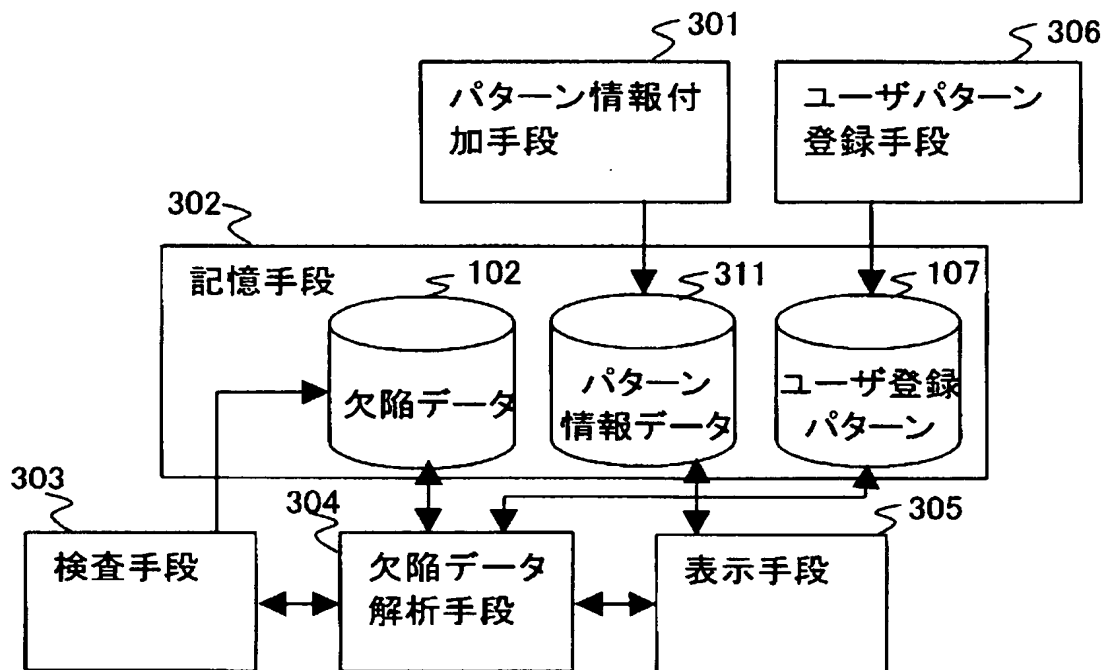 301
306
パターン情報付
加手段
ユーザパターン
登録手段
302
記憶手段
102
311
107
欠陥データ
パターン
情報データ
ユーザ登録
パターン
303
304
305
検査手段
欠陥データ
解析手段
表示手段